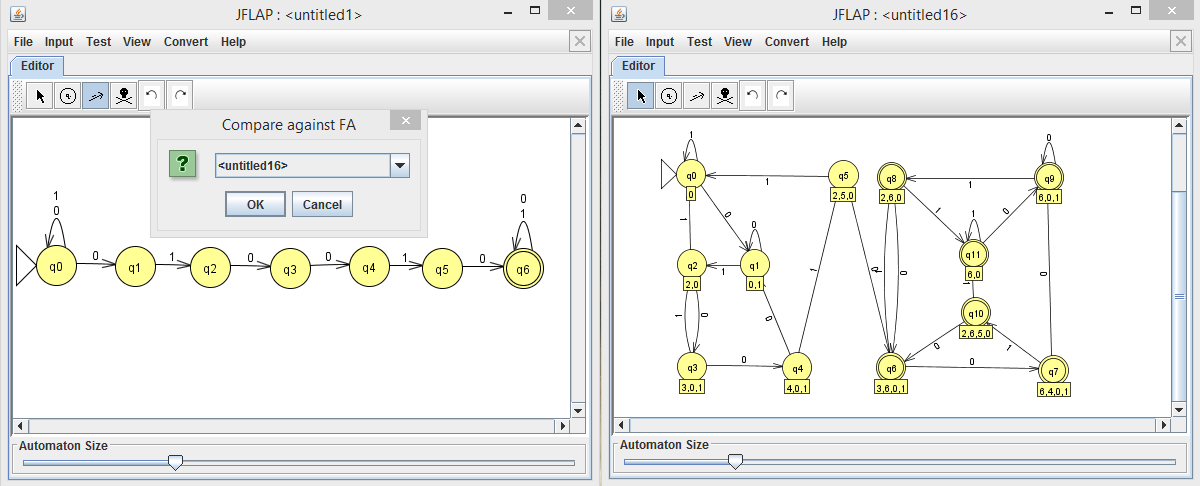 JFLAP : <untitled1>
File Input Test View Convert Help
Editor
Compare against FA
?
<untitled16>
OK Cancel
1
0
0
1
q0 0 q1 1 q2 0 q3 0 q4 1 q5 0 q6
Automaton Size
JFLAP : <untitled16>
File Input Test View Convert Help
Editor
1 0
q0 1 q5 q8 1 q9
0 2,5,0 2,6,0 6,0,1
1 0 0 1 0
1
q2 1 q1 q11
2,0 0,1 6,0
0 1 0 0 0
1 0 0 q10 1
2,6,5,0
0 1
q3 0 q4 q6 0 q7
3,0,1 4,0,1 3,6,0,1 6,4,0,1
Automaton Size